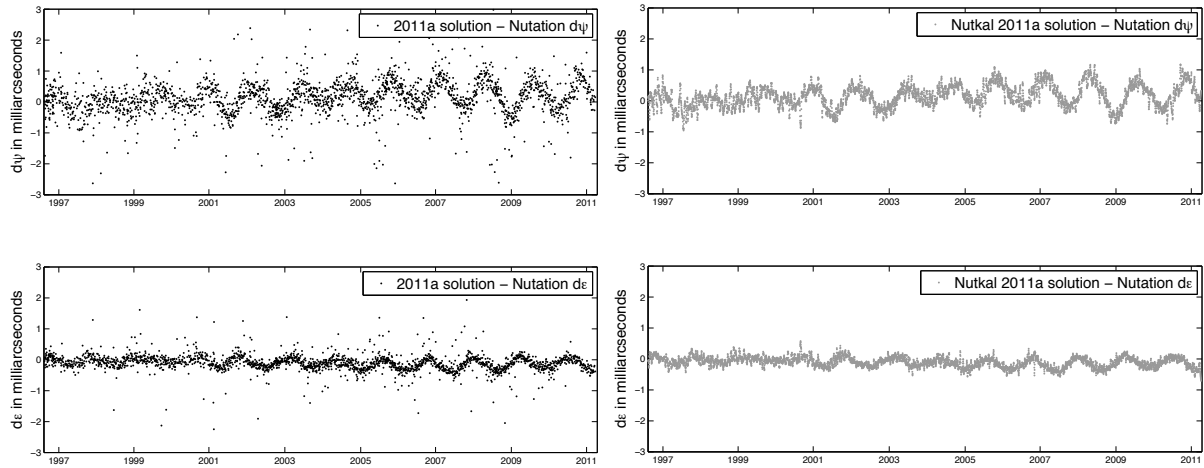 2011a solution – Nutation dψ
dψ in milliarcseconds
3
2
1
0
−1
−2
−3
1997 1999 2001 2003 2005 2007 2009 2011
Nutkal 2011a solution – Nutation dψ
dψ in milliarcseconds
3
2
1
0
−1
−2
−3
1997 1999 2001 2003 2005 2007 2009 2011
2011a solution – Nutation dε
dε in milliarcseconds
3
2
1
0
−1
−2
−3
1997 1999 2001 2003 2005 2007 2009 2011
Nutkal 2011a solution – Nutation dε
dε in milliarcseconds
3
2
1
0
−1
−2
−3
1997 1999 2001 2003 2005 2007 2009 2011